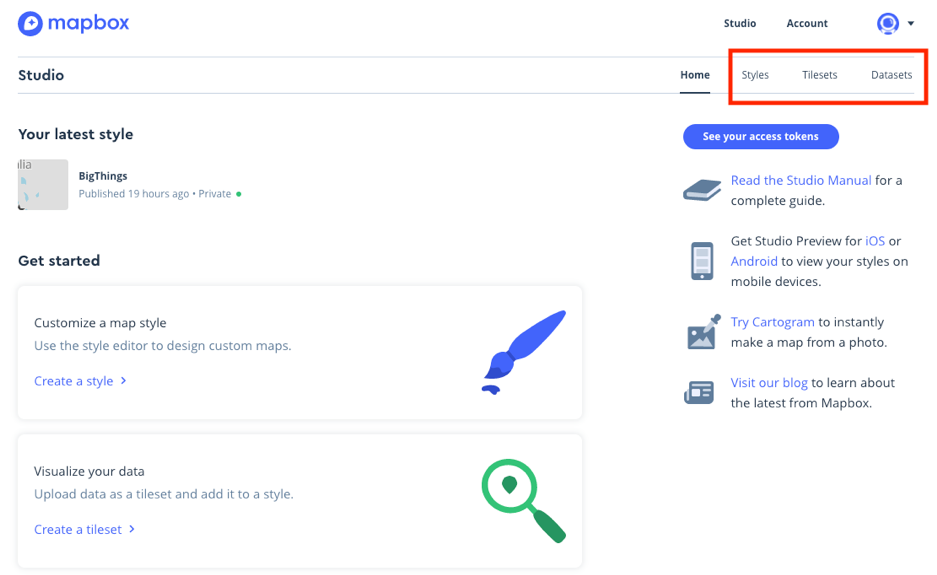 mapbox
Studio Account
Studio
Home Styles Tilesets Datasets
Your latest style
alia
BigThings
Published 19 hours ago • Private
Get started
Customize a map style
Use the style editor to design custom maps.
Create a style
Visualize your data
Upload data as a tileset and add it to a style.
Create a tileset
See your access tokens
Read the Studio Manual for a
complete guide.
Get Studio Preview for iOS or
Android to view your styles on
mobile devices.
Try Cartogram to instantly
make a map from a photo.
Visit our blog to learn about
the latest from Mapbox.